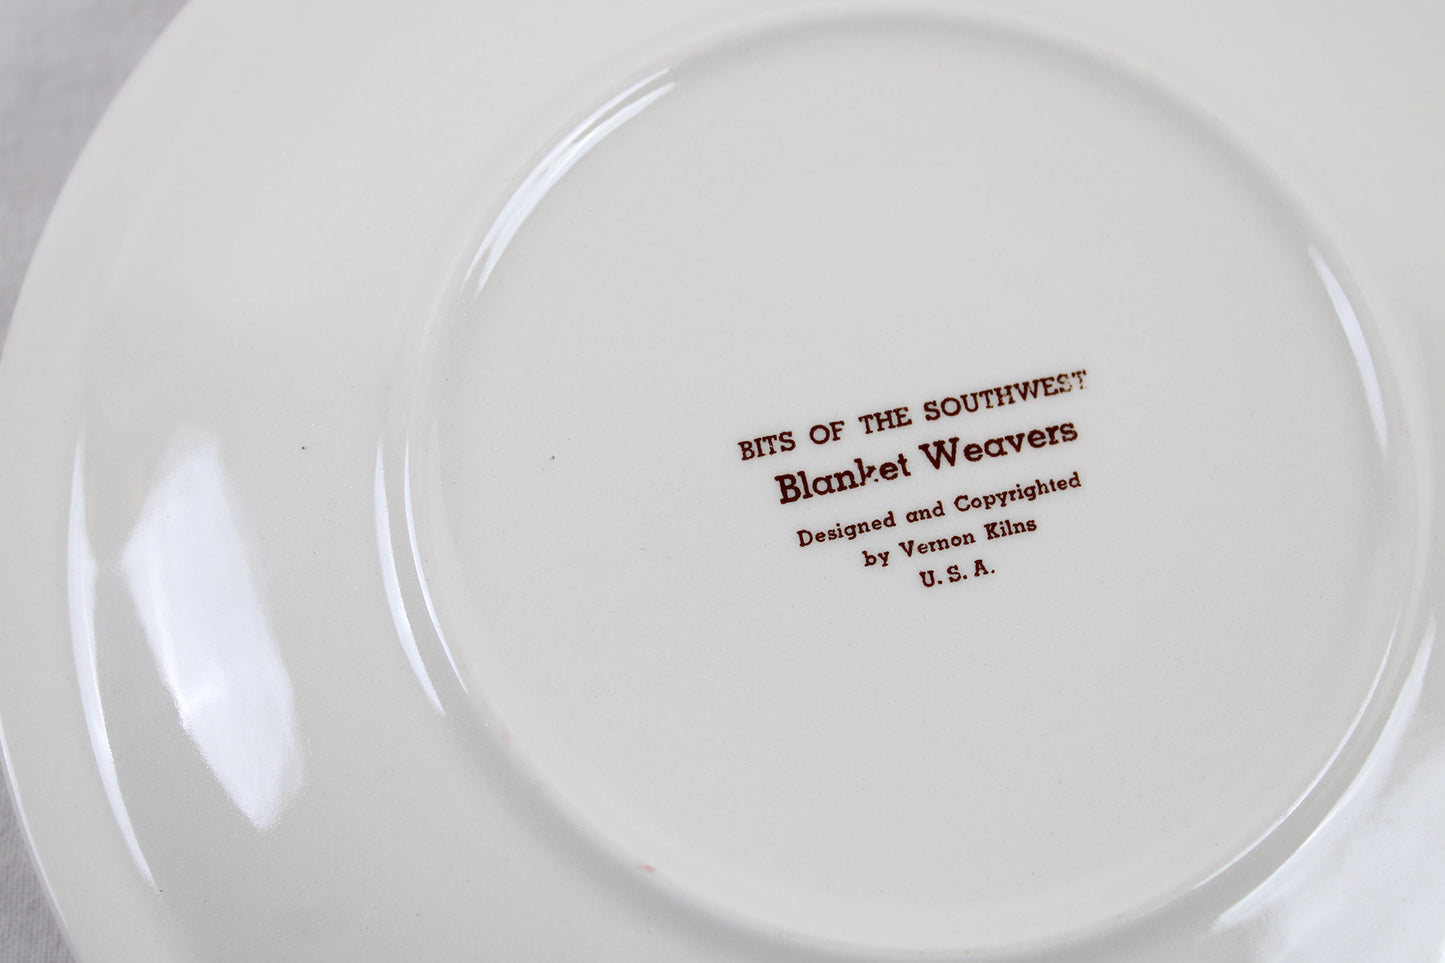 BITS OF THE SOUTHWEST
Blanket Weavers
Designed and Copyrighted
by Vernon Kilns
U. S. A.